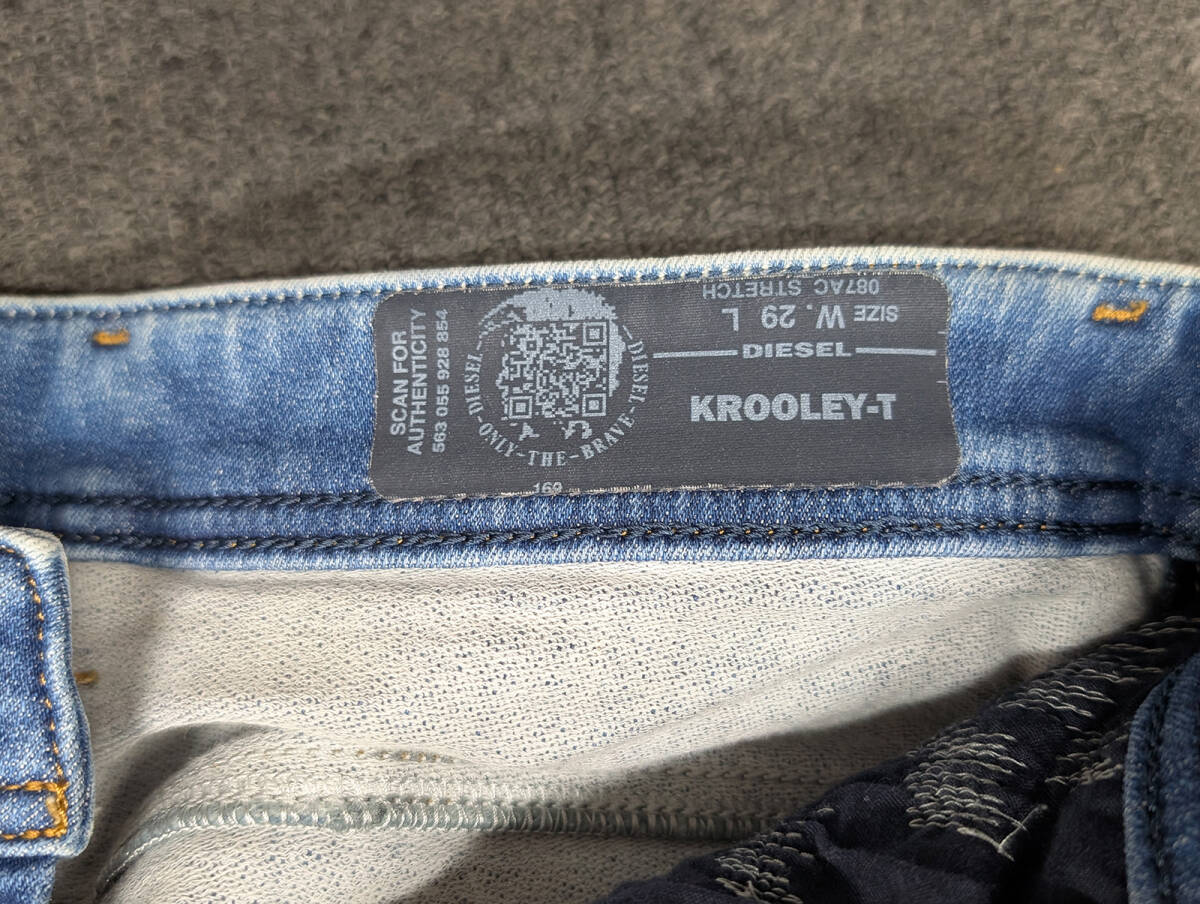 SCAN FOR
AUTHENTICITY
563 055 928 854
DIESEL-ONLY-THE-BRAVE-DIESEL
169
087AC STRETCH
SIZE W. 29 L
DIESEL
KROOLEY-T